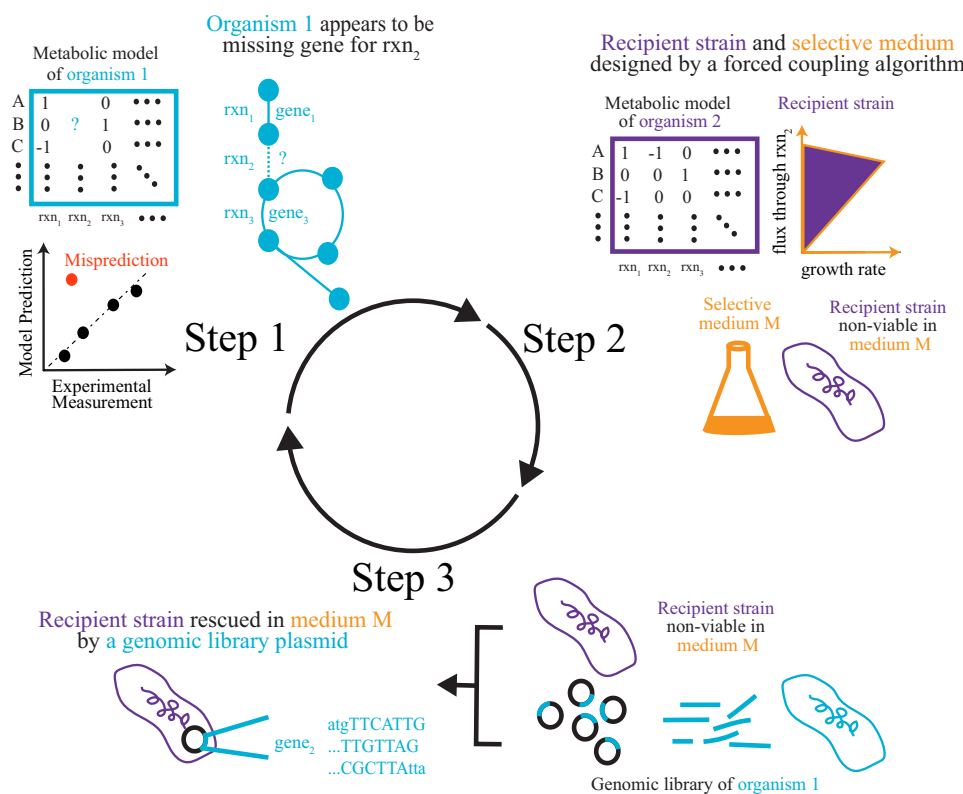 Organism 1 appears to be
missing gene for rxn2
Metabolic model
of organism 1
A 1 0
B 0 ? 1
C -1 0
rxn1 rxn2 rxn3
rxn1 gene1
rxn2 ?
rxn3 gene3
Misprediction
Model Prediction
Experimental
Measurement
Step 1
Recipient strain and selective medium
designed by a forced coupling algorithm
Metabolic model
of organism 2
A 1 -1 0
B 0 0 1
C -1 0 0
rxn1 rxn2 rxn3
Recipient strain
flux through rxn2
growth rate
Step 2
Selective
medium M
Recipient strain
non-viable in
medium M
Step 3
Recipient strain rescued in medium M
by a genomic library plasmid
gene2
atgTTCATTG
...TTGTTAG
...CGCTTAtta
Recipient strain
non-viable in
medium M
Genomic library of organism 1